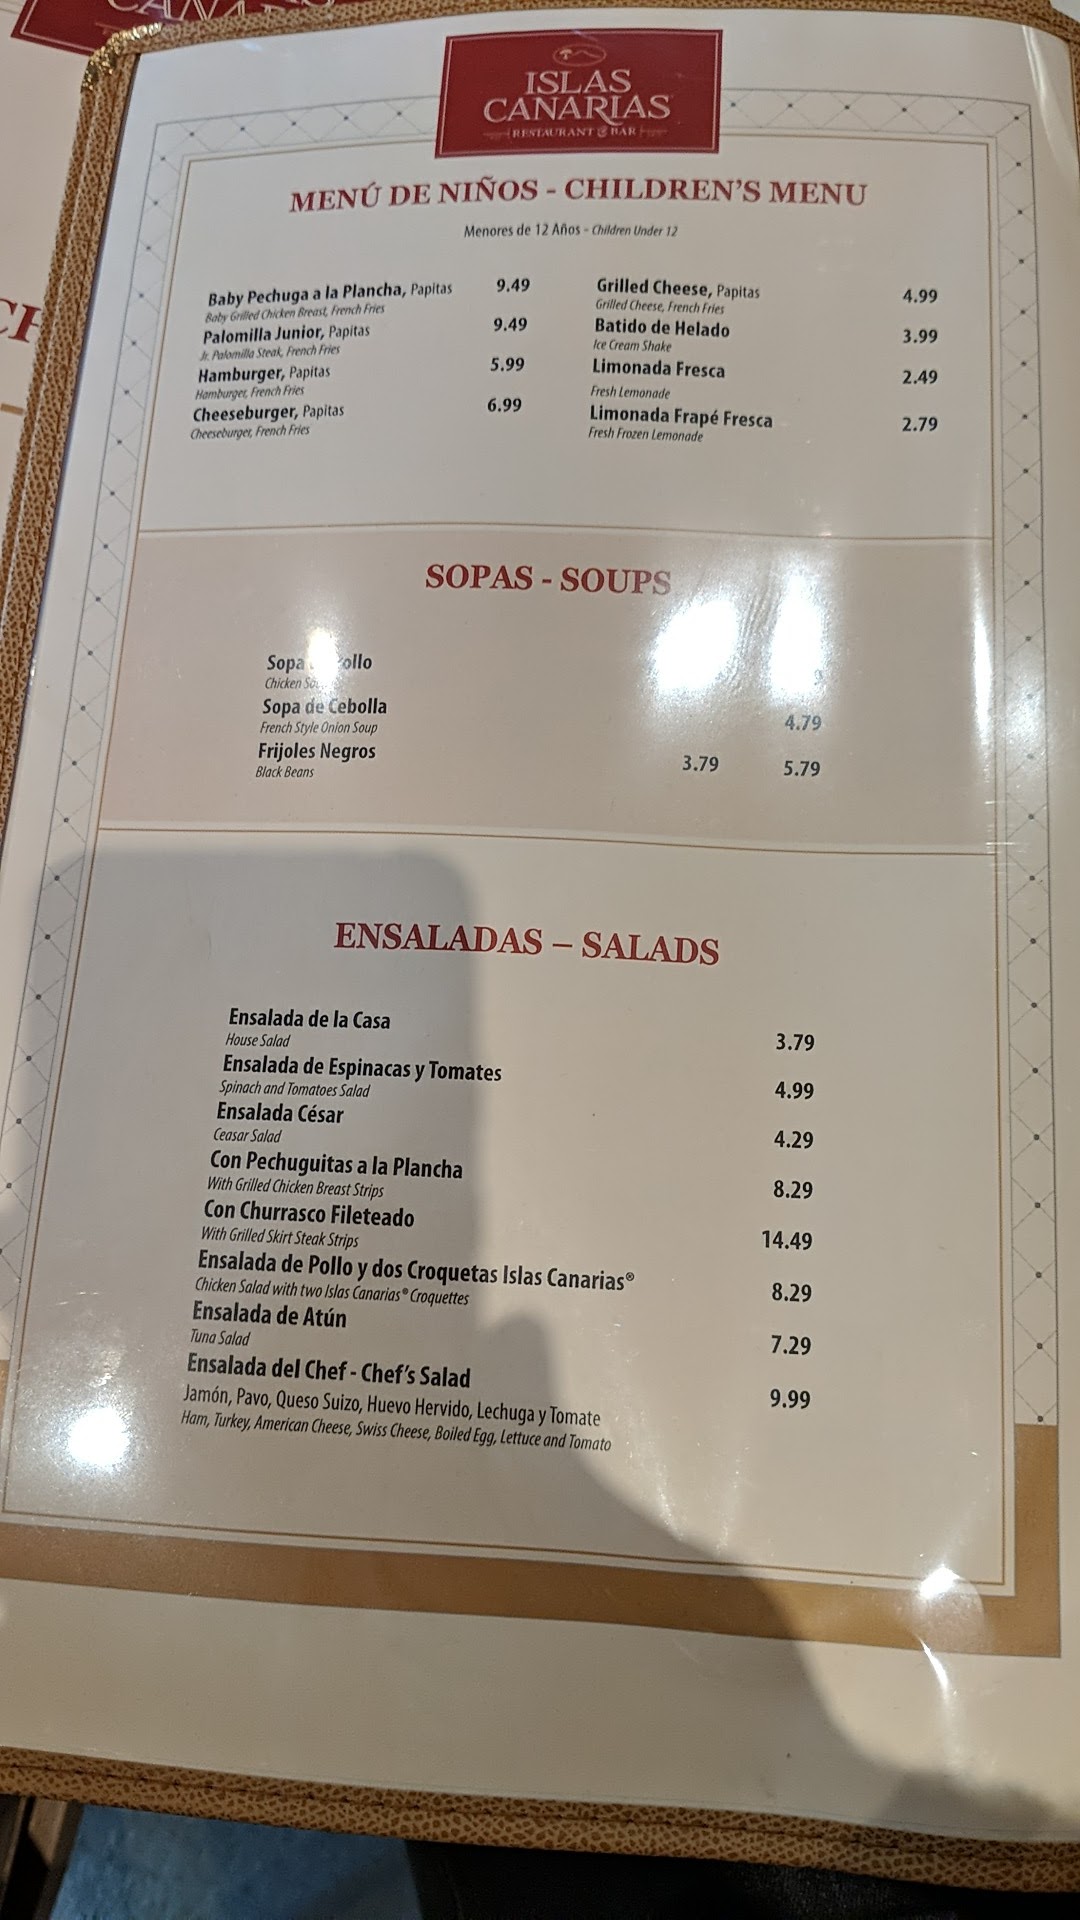 ISLAS
CANARIAS
RESTAURANT & BAR
MENÚ DE NIÑOS - CHILDREN'S MENU
Menores de 12 Años - Children Under 12
Baby Pechuga a la Plancha, Papitas 9.49
Baby Grilled Chicken Breast, French Fries
Palomilla Junior, Papitas 9.49
Jr. Palomilla Steak, French Fries
Hamburger, Papitas 5.99
Hamburger, French Fries
Cheeseburger, Papitas 6.99
Cheeseburger, French Fries
Grilled Cheese, Papitas 4.99
Grilled Cheese, French Fries
Batido de Helado 3.99
Ice Cream Shake
Limonada Fresca 2.49
Fresh Lemonade
Limonada Frapé Fresca 2.79
Fresh Frozen Lemonade
SOPAS - SOUPS
Sopa
Chicken
Sopa de Cebolla 4.79
French Style Onion Soup
Frijoles Negros 3.79 5.79
Black Beans
ENSALADAS – SALADS
Ensalada de la Casa 3.79
House Salad
Ensalada de Espinacas y Tomates 4.99
Spinach and Tomatoes Salad
Ensalada César 4.29
Ceasar Salad
Con Pechuguitas a la Plancha 8.29
With Grilled Chicken Breast Strips
Con Churrasco Fileteado 14.49
With Grilled Skirt Steak Strips
Ensalada de Pollo y dos Croquetas Islas Canarias® 8.29
Chicken Salad with two Islas Canarias® Croquettes
Ensalada de Atún 7.29
Tuna Salad
Ensalada del Chef - Chef's Salad 9.99
Jamón, Pavo, Queso Suizo, Huevo Hervido, Lechuga y Tomate
Ham, Turkey, American Cheese, Swiss Cheese, Boiled Egg, Lettuce and Tomato